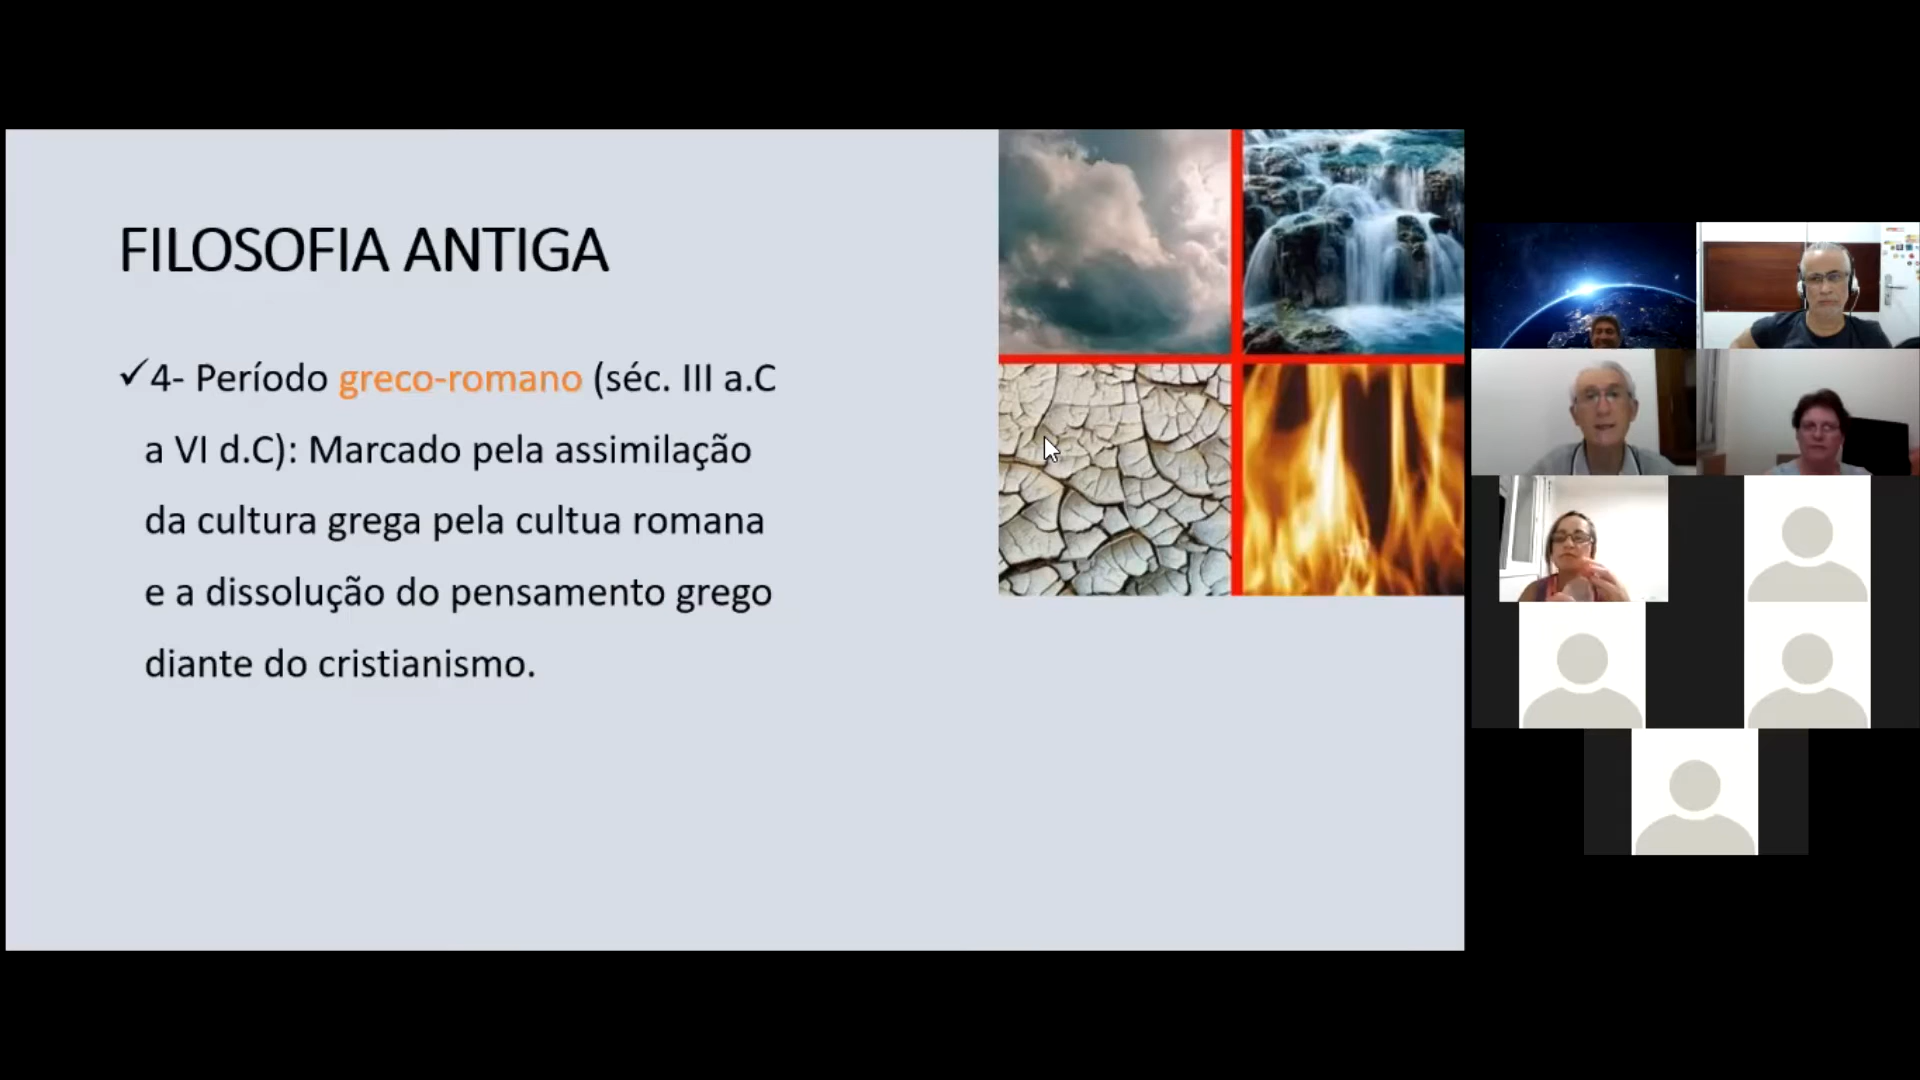 FILOSOFIA ANTIGA
✓4- Período greco-romano (séc. III a.C
a VI d.C): Marcado pela assimilação
da cultura grega pela cultua romana
e a dissolução do pensamento grego
diante do cristianismo.